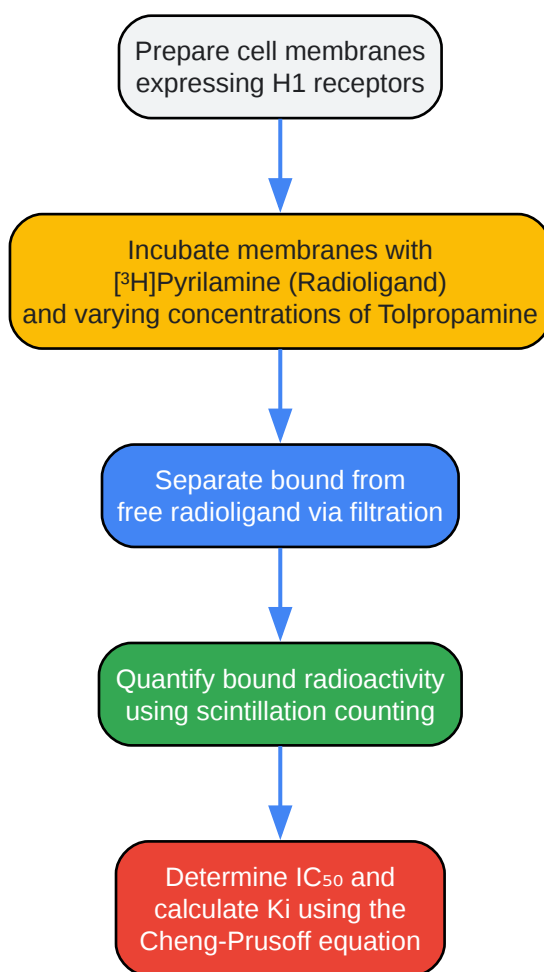 Prepare cell membranes
expressing H1 receptors
Incubate membranes with
[³H]Pyrilamine (Radioligand)
and varying concentrations of Tolpropamine
Separate bound from
free radioligand via filtration
Quantify bound radioactivity
using scintillation counting
Determine IC₅₀ and
calculate Ki using the
Cheng-Prusoff equation